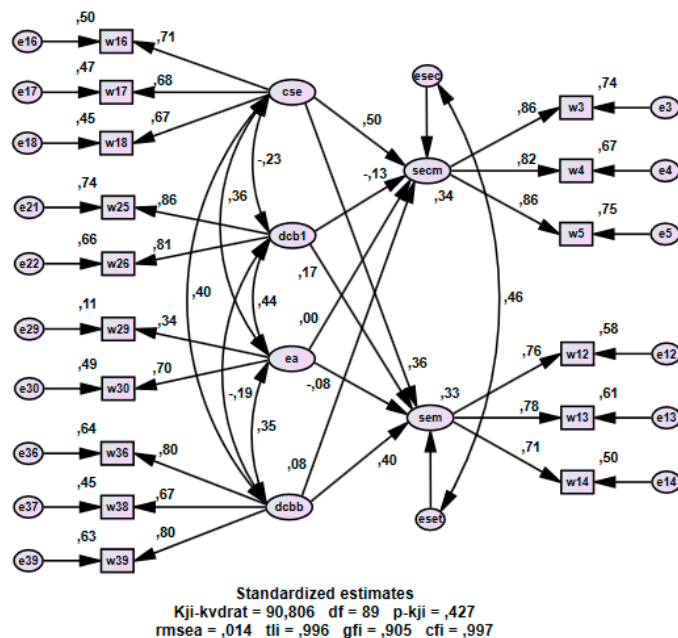 ,50
e16 w16 ,71
,47
e17 w17 ,68
,45
e18 w18 ,67
cse
esec
,74
w3 e3
,86
,50
,67
,82 w4 e4
secm
-,13 ,34
-,23
,86
,75
w5 e5
,74
e21 w25 ,86
,36
,66
e22 w26 ,81
dcb1
,17
,40
,44
,46
,11
e29 w29 ,34
,00
,49
e30 w30 ,70
ea
-,08
,36
,33
,58
,76 w12 e12
-,19
,35
sem
,61
,78 w13 e13
,64
e36 w36 ,80
,08
,40
,71
,50
w14 e14
,45
e37 w38 ,67
dcbb
eset
,63
e39 w39 ,80
Standardized estimates
Kji-kvdrat = 90,806 df = 89 p-kji = ,427
rmsea = ,014 tli = ,996 gfi = ,905 cfi = ,997